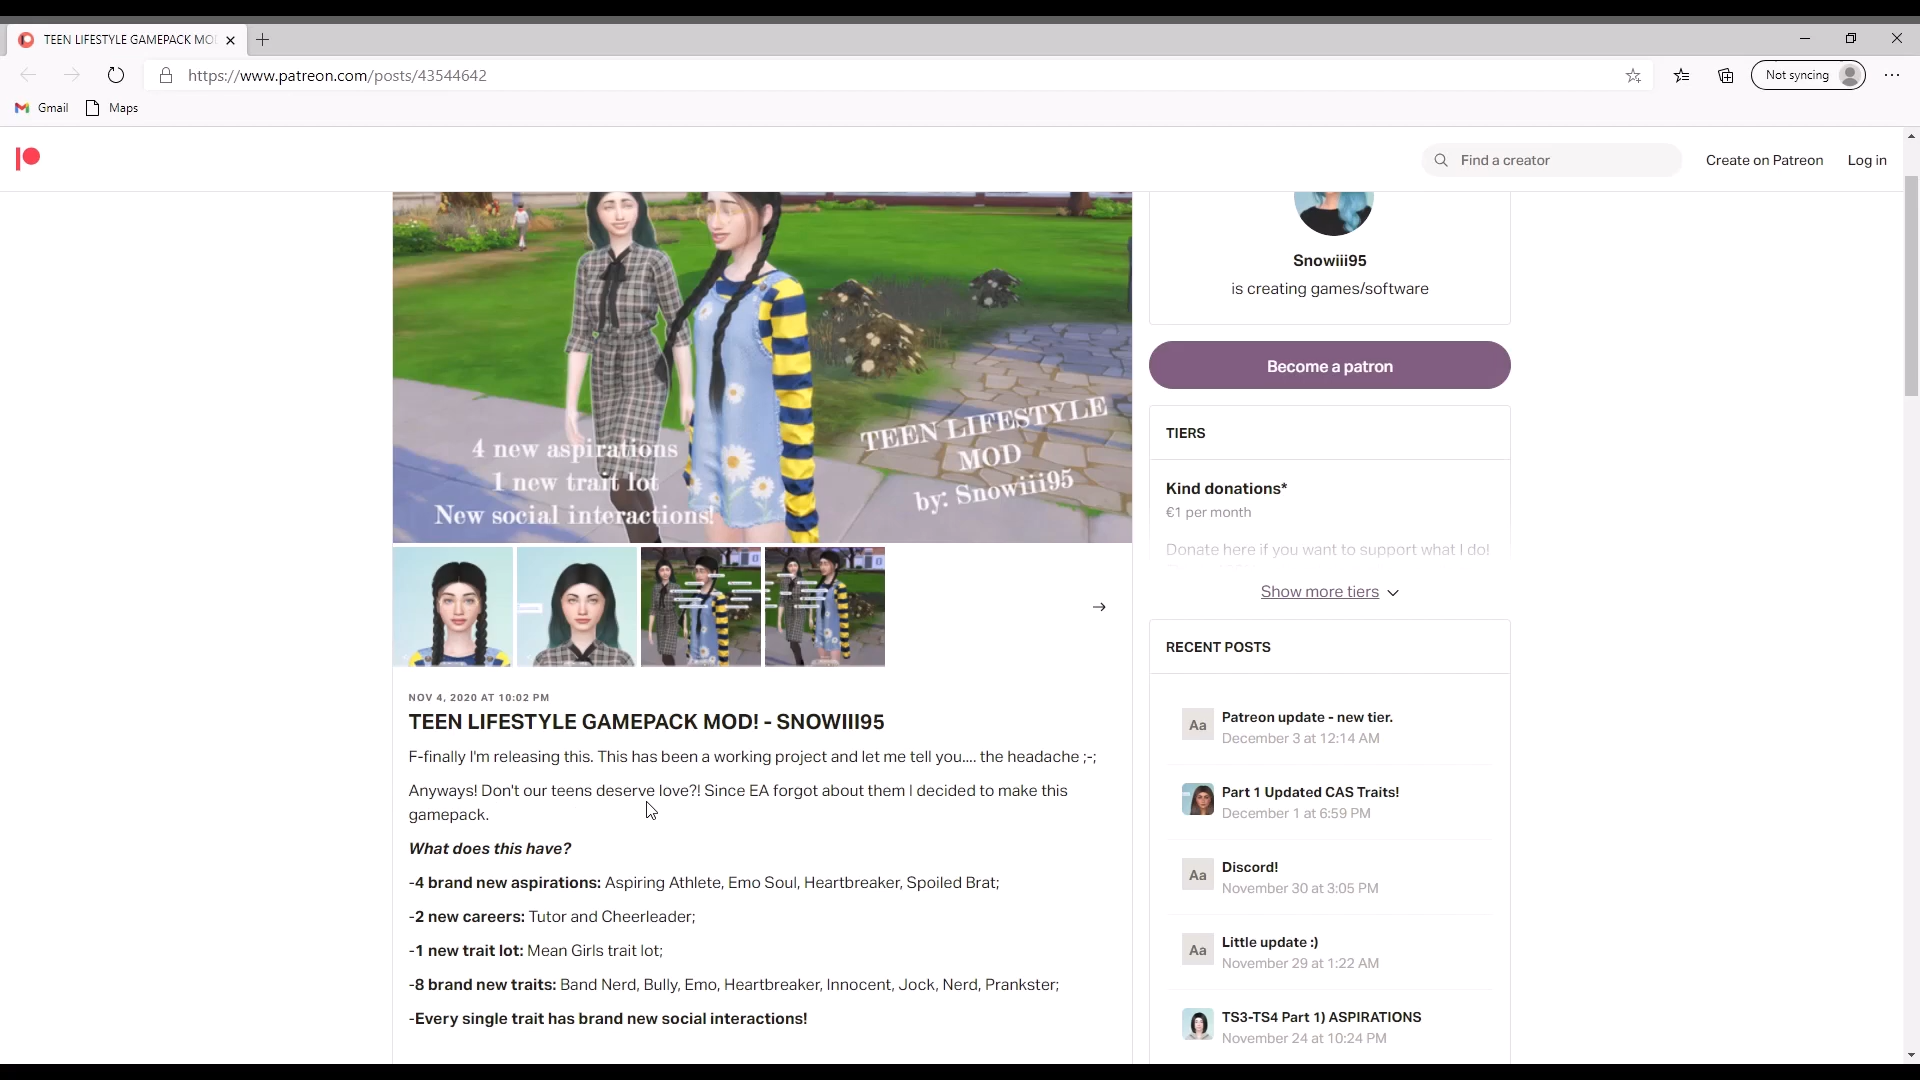 TEEN LIFESTYLE GAMEPACK MO
https://www.patreon.com/posts/43544642
Not syncing
Gmail
Maps
Find a creator
Create on Patreon
Log in
4 new aspirations
1 new trait lot
New social interactions!
TEEN LIFESTYLE
MOD
by: Snowiii95
NOV 4, 2020 AT 10:02 PM
TEEN LIFESTYLE GAMEPACK MOD! - SNOWIII95
F-finally I'm releasing this. This has been a working project and let me tell you.... the headache ;-;
Anyways! Don't our teens deserve love?! Since EA forgot about them I decided to make this
gamepack.
What does this have?
-4 brand new aspirations: Aspiring Athlete, Emo Soul, Heartbreaker, Spoiled Brat;
-2 new careers: Tutor and Cheerleader;
-1 new trait lot: Mean Girls trait lot;
-8 brand new traits: Band Nerd, Bully, Emo, Heartbreaker, Innocent, Jock, Nerd, Prankster;
-Every single trait has brand new social interactions!
Snowiii95
is creating games/software
Become a patron
TIERS
Kind donations*
€1 per month
Donate here if you want to support what I do!
Show more tiers
RECENT POSTS
Aa
Patreon update - new tier.
December 3 at 12:14 AM
Part 1 Updated CAS Traits!
December 1 at 6:59 PM
Aa
Discord!
November 30 at 3:05 PM
Aa
Little update :)
November 29 at 1:22 AM
TS3-TS4 Part 1) ASPIRATIONS
November 24 at 10:24 PM